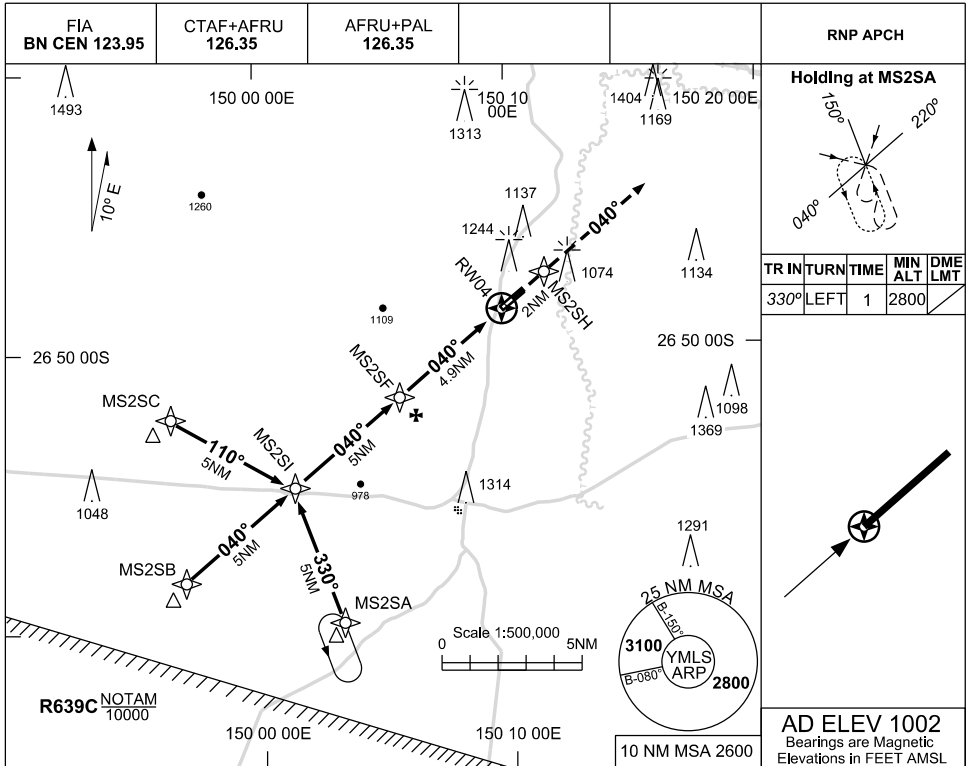 FIA
BN CEN 123.95
CTAF+AFRU
126.35
AFRU+PAL
126.35
RNP APCH
1493
150 00 00E
1313
150 10
00E
1404
1169
150 20 00E
10° E
1260
1137
1244
040°
1134
1074
RW04
MS2SH
2NM
1109
26 50 00S
26 50 00S
040°
4.9NM
MS2SF
MS2SC
110°
5NM
MS2SI
040°
5NM
1098
1369
1048
978
1314
040°
5NM
330°
5NM
MS2SB
MS2SA
1291
Scale 1:500,000
0
5NM
25 NM MSA
B-150°
3100
YMLS
ARP
B-080°
2800
R639C NOTAM
10000
150 00 00E
150 10 00E
10 NM MSA 2600
Holding at MS2SA
150°
220°
040°
TR IN TURN TIME MIN ALT DME LMT
330° LEFT 1 2800
AD ELEV 1002
Bearings are Magnetic
Elevations in FEET AMSL